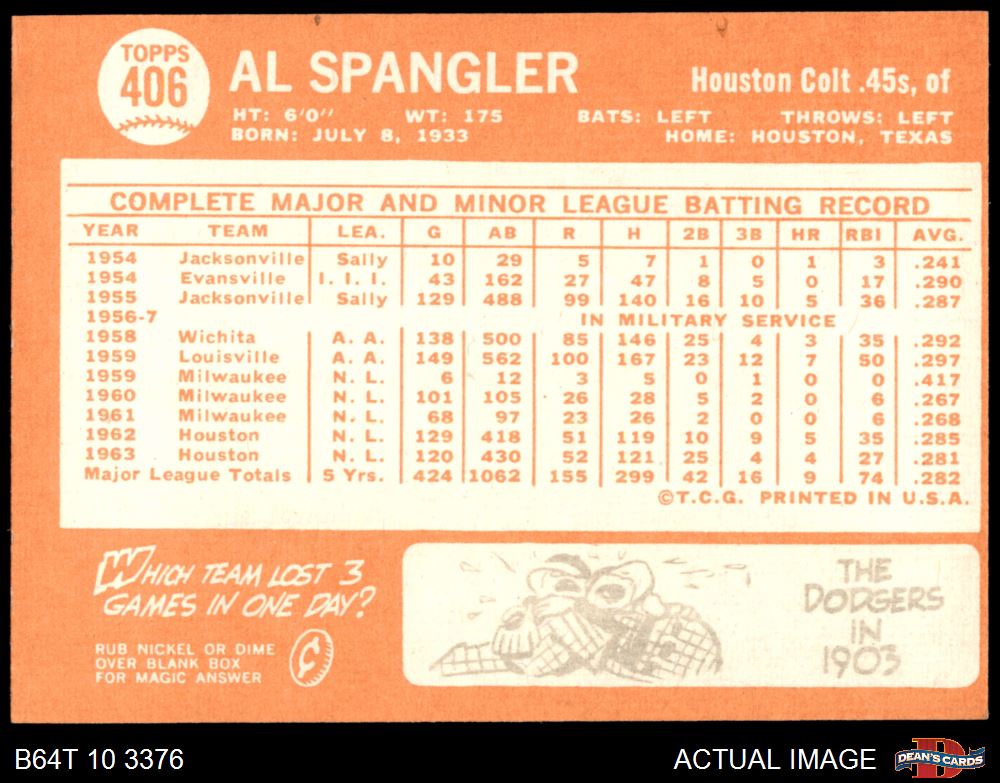 TOPPS
406
AL SPANGLER
Houston Colt .45s, of
HT: 6'0" WT: 175 BATS: LEFT THROWS: LEFT
BORN: JULY 8, 1933 HOME: HOUSTON, TEXAS
COMPLETE MAJOR AND MINOR LEAGUE BATTING RECORD
YEAR TEAM LEA. G AB R H 2B 3B HR RBI AVG.
1954 Jacksonville Sally 10 29 5 7 1 0 1 3 .241
1954 Evansville I. I. I. 43 162 27 47 8 5 0 17 .290
1955 Jacksonville Sally 129 488 99 140 16 10 5 36 .287
1956-7 IN MILITARY SERVICE
1958 Wichita A. A. 138 500 85 146 25 4 3 35 .292
1959 Louisville A. A. 149 562 100 167 23 12 7 50 .297
1959 Milwaukee N. L. 6 12 3 5 0 1 0 0 .417
1960 Milwaukee N. L. 101 105 26 28 5 2 0 6 .267
1961 Milwaukee N. L. 68 97 23 26 2 0 0 6 .268
1962 Houston N. L. 129 418 51 119 10 9 5 35 .285
1963 Houston N. L. 120 430 52 121 25 4 4 27 .281
Major League Totals 5 Yrs. 424 1062 155 299 42 16 9 74 .282
©T.C.G. PRINTED IN U.S.A.
WHICH TEAM LOST 3
GAMES IN ONE DAY?
RUB NICKEL OR DIME
OVER BLANK BOX
FOR MAGIC ANSWER
¢
THE
DODGERS
IN
1903
B64T 10 3376
ACTUAL IMAGE
D
DEAN'S CARDS